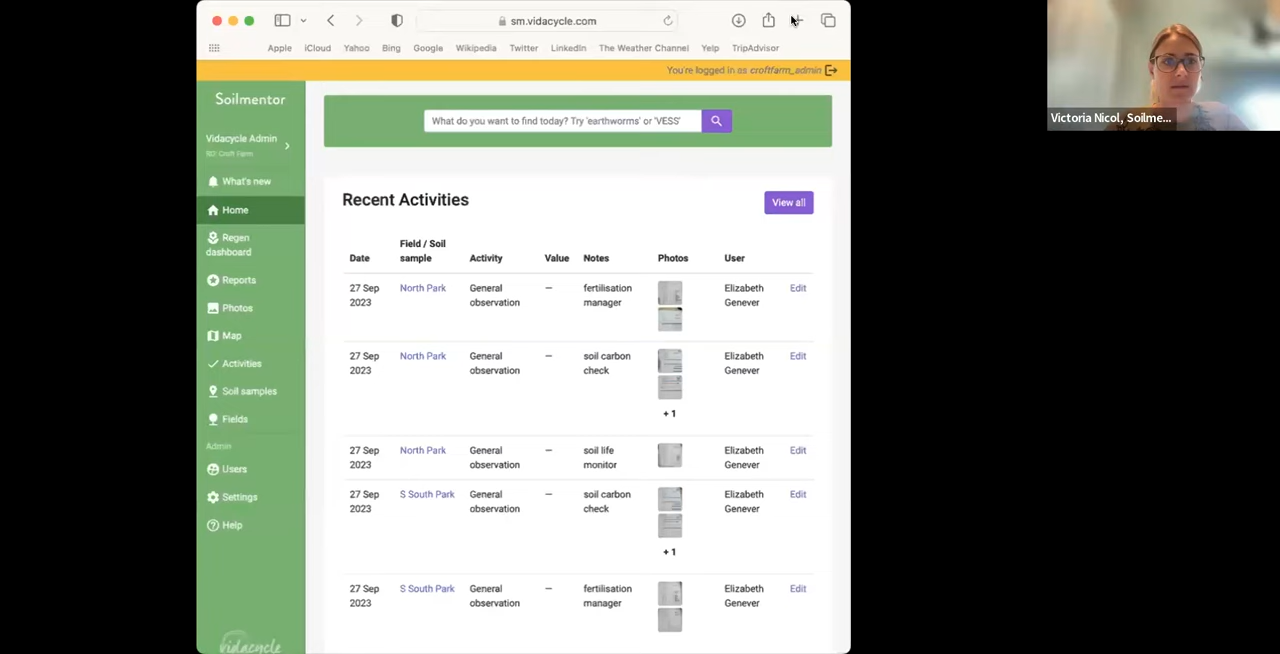 sm.vidacycle.com
Apple iCloud Yahoo Bing Google Wikipedia Twitter LinkedIn The Weather Channel Yelp TripAdvisor
You're logged in as croftfarm_admin
Soilmentor
Vidacycle Admin
Croft Farm
What's new
Home
Regen
dashboard
Reports
Photos
Map
Activities
Soil samples
Fields
Admin
Users
Settings
Help
vidacycle
What do you want to find today? Try 'earthworms' or 'VESS'
Recent Activities
View all
Date Field / Soil sample Activity Value Notes Photos User
27 Sep 2023 North Park General observation – fertilisation manager Elizabeth Genever Edit
27 Sep 2023 North Park General observation – soil carbon check + 1 Elizabeth Genever Edit
27 Sep 2023 North Park General observation – soil life monitor Elizabeth Genever Edit
27 Sep 2023 S South Park General observation – soil carbon check + 1 Elizabeth Genever Edit
27 Sep 2023 S South Park General observation – fertilisation manager Elizabeth Genever Edit
Victoria Nicol, Soilme...